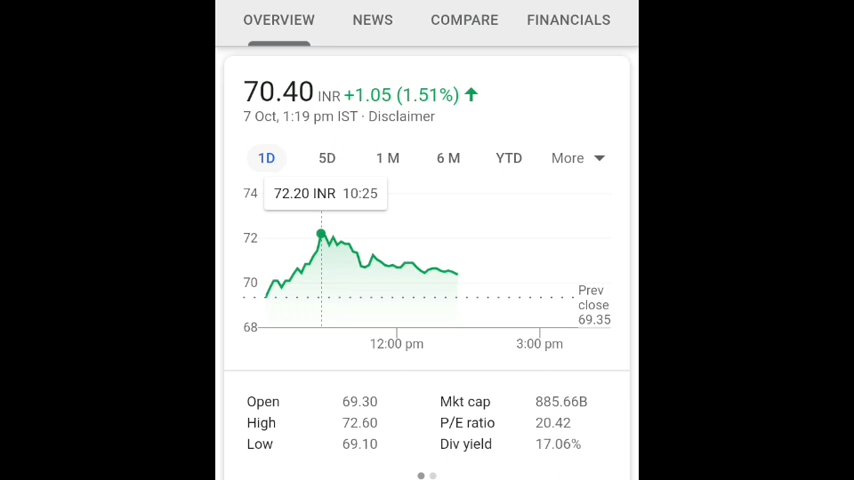 OVERVIEW NEWS COMPARE FINANCIALS
70.40 INR +1.05 (1.51%) ↑
7 Oct, 1:19 pm IST · Disclaimer
1D 5D 1 M 6 M YTD More
74
72.20 INR 10:25
72
70
Prev
close
69.35
68
12:00 pm 3:00 pm
Open 69.30 Mkt cap 885.66B
High 72.60 P/E ratio 20.42
Low 69.10 Div yield 17.06%